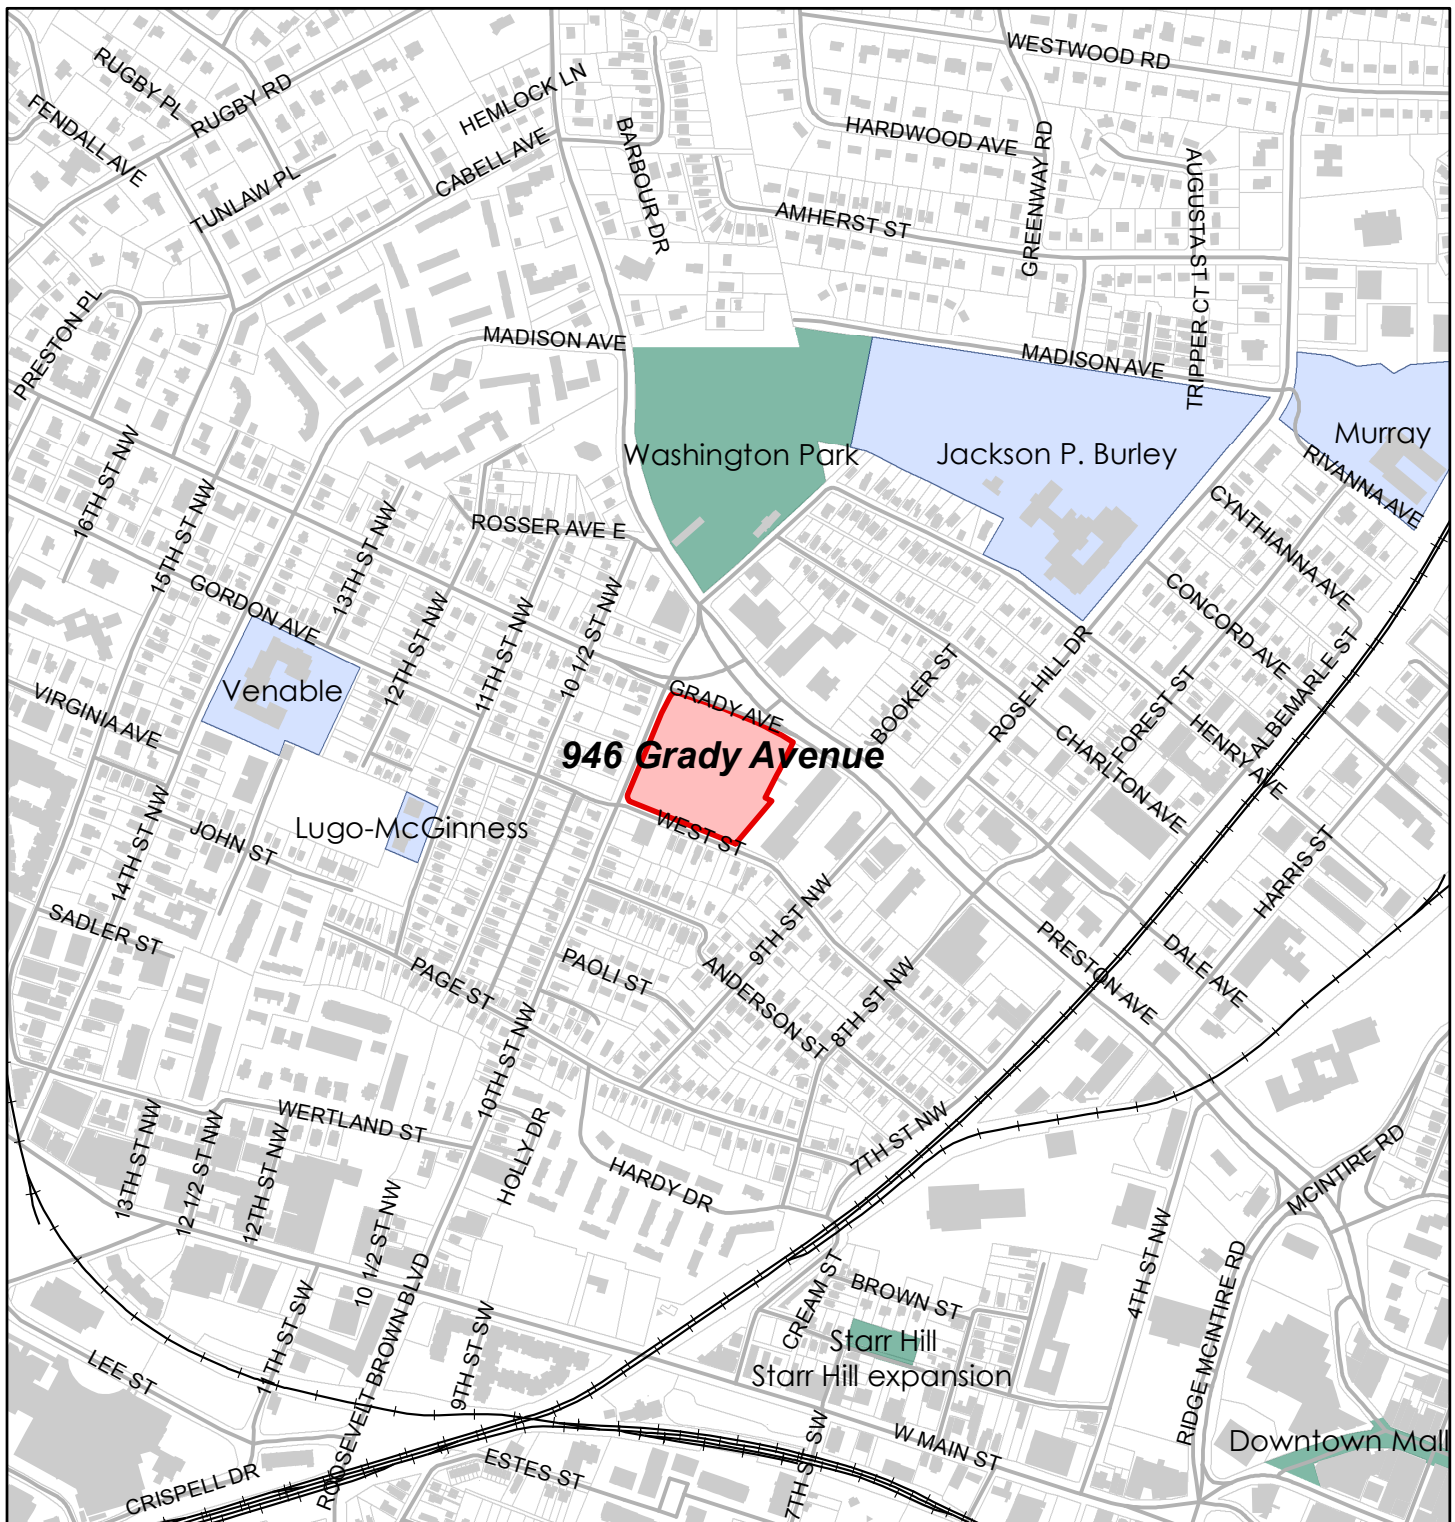 WESTWOOD RD
RUGBY PL
RUGBY RD
HEMLOCK LN
FENDALL AVE
BARBOUR DR
HARDWOOD AVE
GREENWAY RD
AUGUSTA ST
TUNLAW PL
CABELL AVE
AMHERST ST
TRIPPER CT
PRESTON PL
MADISON AVE
MADISON AVE
Washington Park
Jackson P. Burley
Murray
RIVANNA AVE
16TH ST NW
15TH ST NW
13TH ST NW
ROSSER AVE E
CYNTHIANNA AVE
GORDON AVE
12TH ST NW
11TH ST NW
10 1/2 ST NW
CONCORD AVE
Venable
VIRGINIA AVE
GRADY AVE
BOOKER ST
ROSE HILL DR
FOREST ST
ALBEMARLE ST
HENRY AVE
CHARLTON AVE
946 Grady Avenue
14TH ST NW
JOHN ST
Lugo-McGinness
WEST ST
HARRIS ST
SADLER ST
PAGE ST
PAOLI ST
9TH ST NW
ANDERSON ST
8TH ST NW
PRESTON AVE
DALE AVE
10TH ST NW
WERTLAND ST
13TH ST NW
12 1/2 ST NW
12TH ST NW
HOLLY DR
HARDY DR
7TH ST NW
MCINTIRE RD
10 1/2 ST NW
4TH ST NW
RIDGE MCINTIRE RD
CREAM ST
BROWN ST
Starr Hill
Starr Hill expansion
11TH ST SW
9TH ST SW
ROOSEVELT BROWN BLVD
LEE ST
W MAIN ST
Downtown Mall
7TH ST SW
ESTES ST
CRISPELL DR